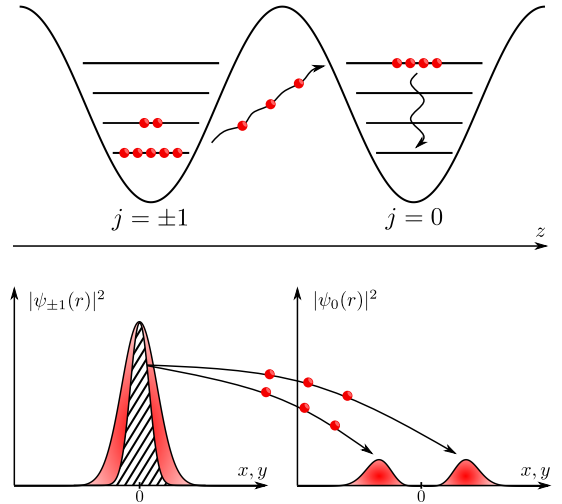 j = ±1
j = 0
z
|ψ±1(r)|²
|ψ0(r)|²
x, y
x, y
0
0